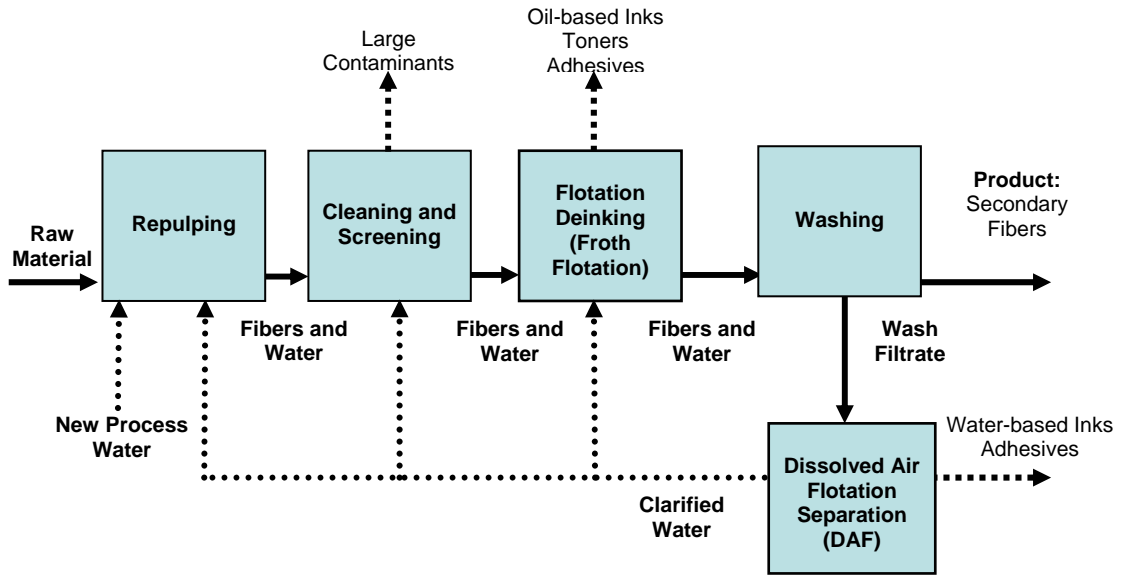 Large
Contaminants
Oil-based Inks
Toners
Adhesives
Raw
Material
Repulping
Cleaning and
Screening
Flotation
Deinking
(Froth
Flotation)
Washing
Product:
Secondary
Fibers
Fibers and
Water
Fibers and
Water
Fibers and
Water
Wash
Filtrate
New Process
Water
Clarified
Water
Dissolved Air
Flotation
Separation
(DAF)
Water-based Inks
Adhesives